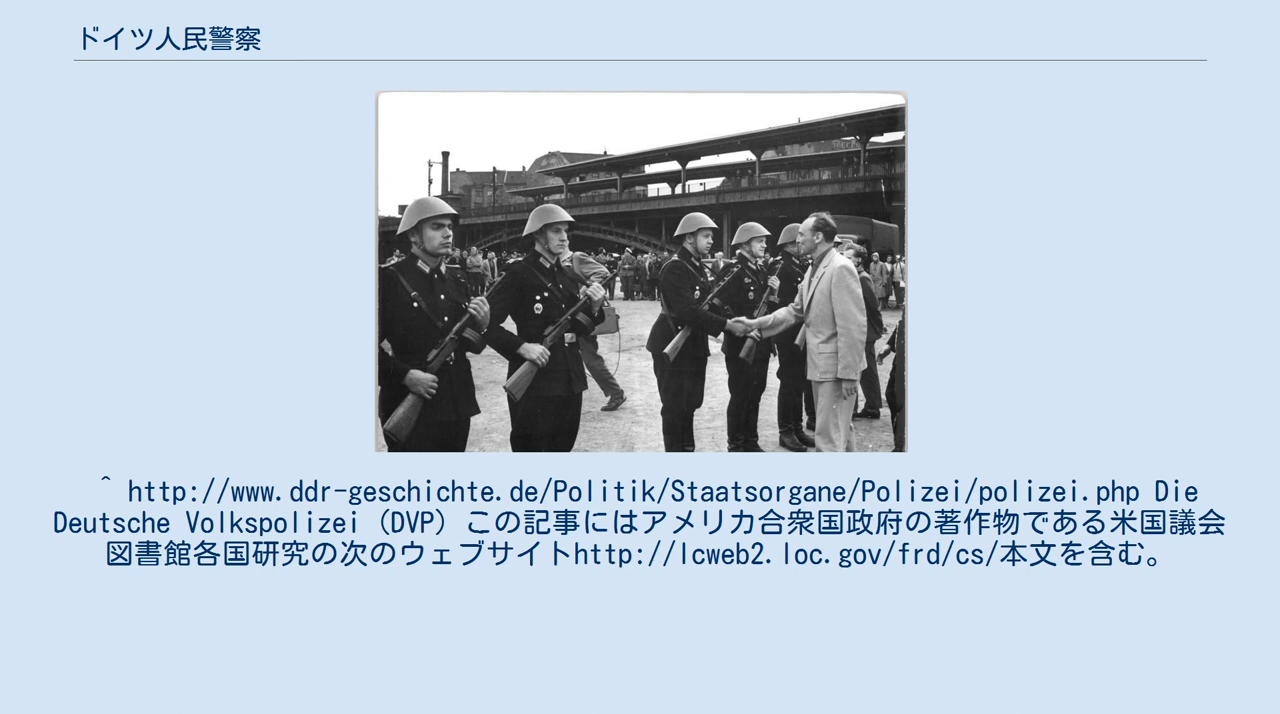 ドイツ人民警察
^ http://www.ddr-geschichte.de/Politik/Staatsorgane/Polizei/polizei.php Die
Deutsche Volkspolizei (DVP) この記事にはアメリカ合衆国政府の著作物である米国議会
図書館各国研究の次のウェブサイトhttp://lcweb2.loc.gov/frd/cs/本文を含む。